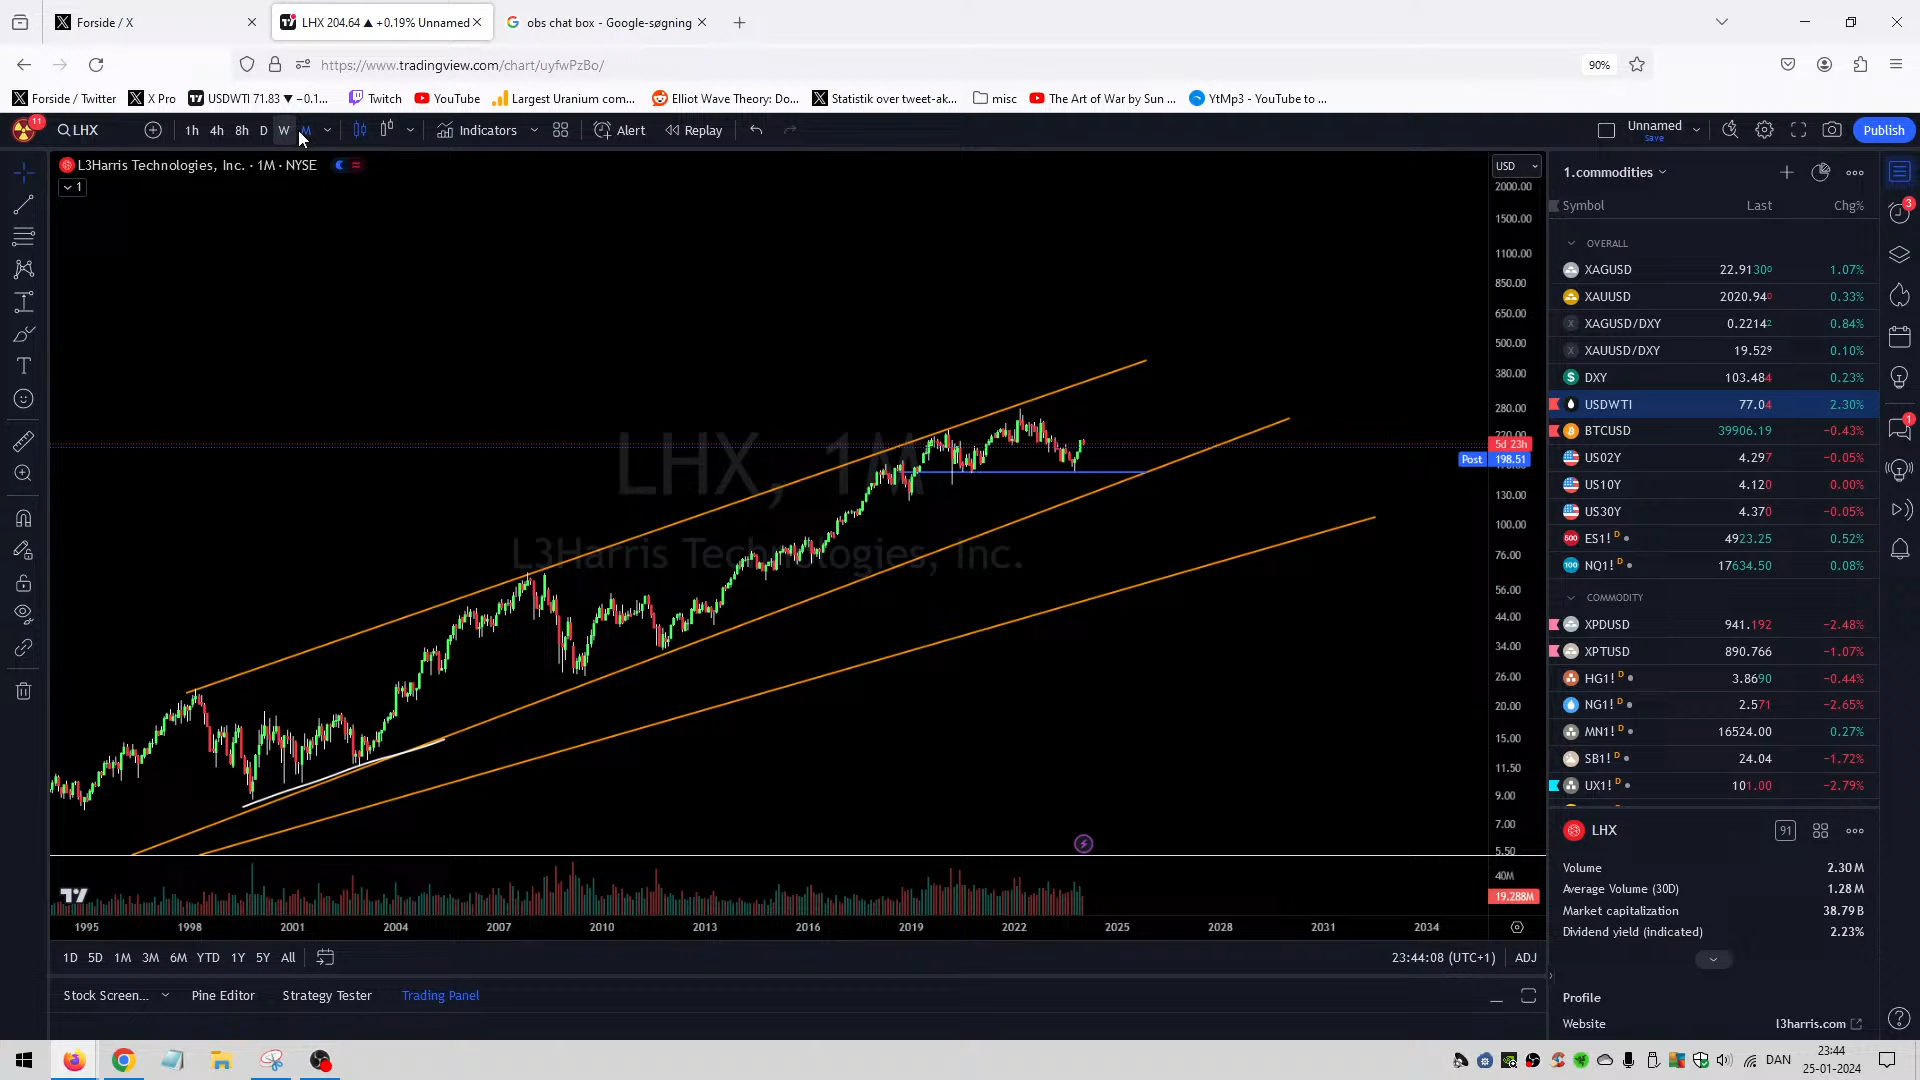 Forside / X
LHX 204.64 ▲ +0.19% Unnamed
obs chat box - Google-søgning
https://www.tradingview.com/chart/uyfwPzBo/
90%
Forside / Twitter
X Pro
USDWTI 71.83 ▼ −0.1...
Twitch
YouTube
Largest Uranium com...
Elliot Wave Theory: Do...
Statistik over tweet-ak...
misc
The Art of War by Sun ...
YtMp3 - YouTube to ...
11
LHX
1h
4h
8h
D
W
M
Indicators
Alert
Replay
Unnamed
Save
Publish
L3Harris Technologies, Inc. · 1M · NYSE
1
USD
LHX, 1M
L3Harris Technologies, Inc.
2000.00
1500.00
1100.00
850.00
650.00
500.00
380.00
280.00
220.00
5d 23h
Post 198.51
130.00
100.00
76.00
56.00
44.00
34.00
26.00
20.00
15.00
11.50
9.00
7.00
5.50
40M
19.288M
1995 1998 2001 2004 2007 2010 2013 2016 2019 2022 2025 2028 2031 2034
1D 5D 1M 3M 6M YTD 1Y 5Y All
23:44:08 (UTC+1)
ADJ
Stock Screen...
Pine Editor
Strategy Tester
Trading Panel
1.commodities
Symbol Last Chg%
OVERALL
XAGUSD 22.9130⁰ 1.07%
XAUUSD 2020.94⁰ 0.33%
XAGUSD/DXY 0.2214² 0.84%
XAUUSD/DXY 19.52⁹ 0.10%
DXY 103.484 0.23%
USDWTI 77.04 2.30%
BTCUSD 39906.19 −0.43%
US02Y 4.297 −0.05%
US10Y 4.120 0.00%
US30Y 4.370 −0.05%
ES1! D 4923.25 0.52%
NQ1! D 17634.50 0.08%
COMMODITY
XPDUSD 941.192 −2.48%
XPTUSD 890.766 −1.07%
HG1! D 3.8690 −0.44%
NG1! D 2.571 −2.65%
MN1! D 16524.00 0.27%
SB1! D 24.04 −1.72%
UX1! D 101.00 −2.79%
LHX
91
Volume 2.30 M
Average Volume (30D) 1.28 M
Market capitalization 38.79 B
Dividend yield (indicated) 2.23%
Profile
Website l3harris.com
3
1
DAN
23:44
25-01-2024